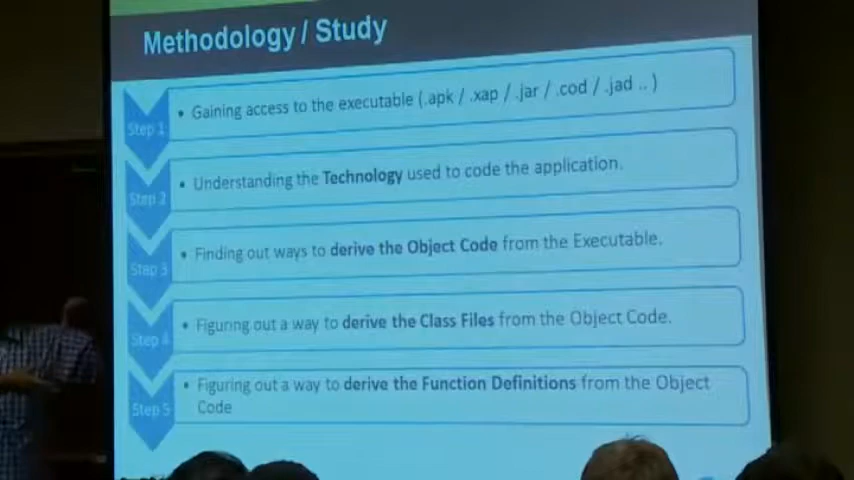 Methodology / Study
Step 1
• Gaining access to the executable (.apk / .xap / .jar / .cod / .jad .. )
Step 2
• Understanding the Technology used to code the application.
Step 3
• Finding out ways to derive the Object Code from the Executable.
Step 4
• Figuring out a way to derive the Class Files from the Object Code.
Step 5
• Figuring out a way to derive the Function Definitions from the Object
Code